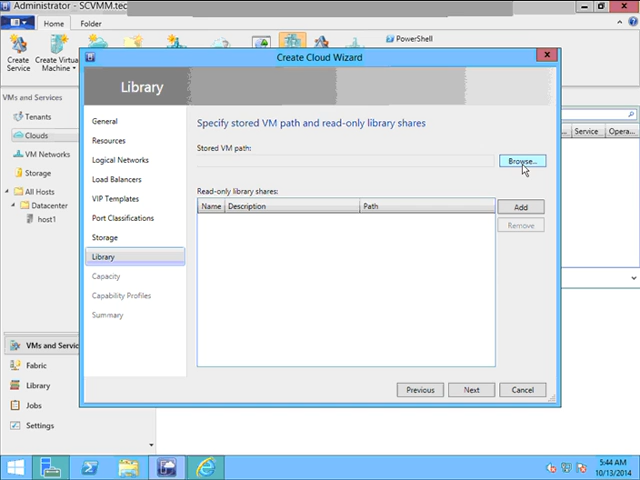 Administrator - SCVMM.tec
Home
Folder
Create Service
Create Virtual Machine
PowerShell
Create Cloud Wizard
Library
VMs and Services
Tenants
Clouds
VM Networks
Storage
All Hosts
Datacenter
host1
Service
Opera
General
Resources
Logical Networks
Load Balancers
VIP Templates
Port Classifications
Storage
Library
Capacity
Capability Profiles
Summary
Specify stored VM path and read-only library shares
Stored VM path:
Browse...
Read-only library shares:
Name
Description
Path
Add
Remove
Previous
Next
Cancel
VMs and Servic
Fabric
Library
Jobs
Settings
5:44 AM
10/13/2014